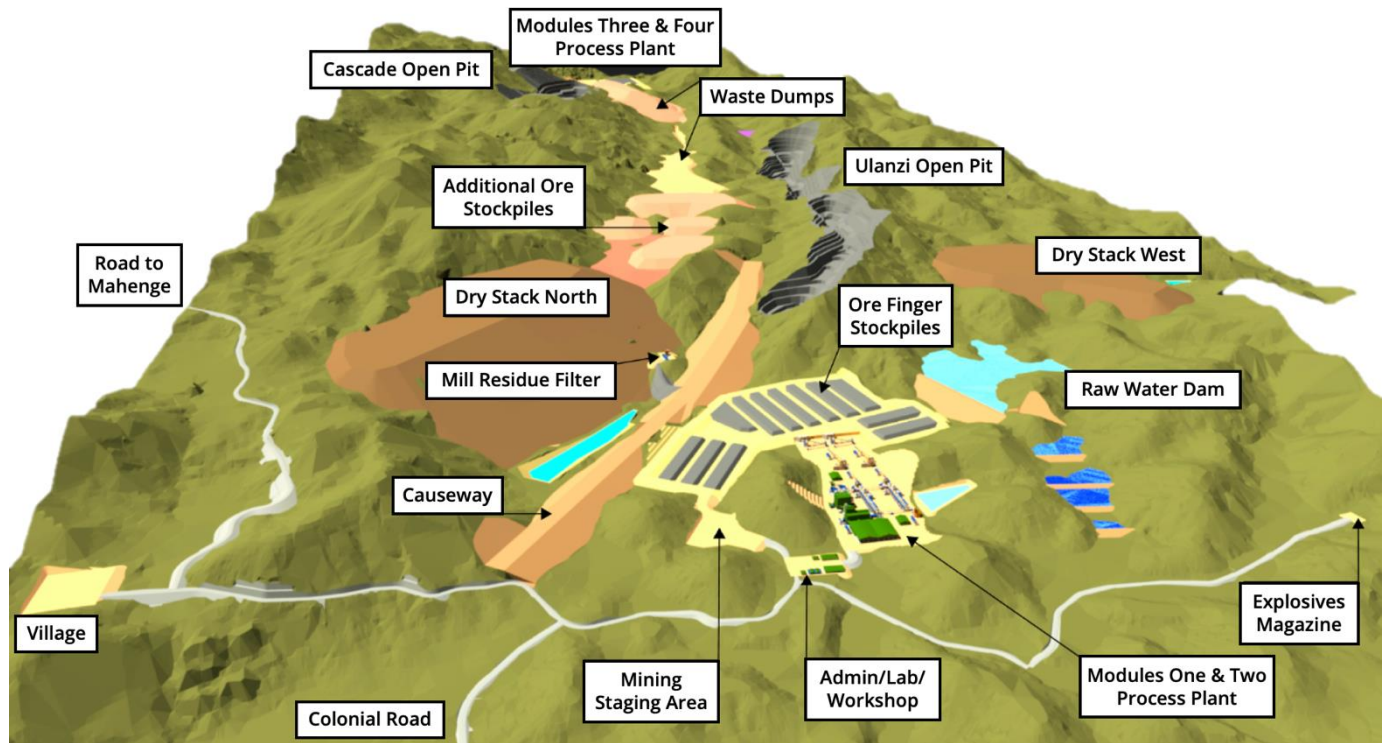 Modules Three & Four
Process Plant
Cascade Open Pit
Waste Dumps
Ulanzi Open Pit
Additional Ore
Stockpiles
Road to
Mahenge
Dry Stack West
Dry Stack North
Ore Finger
Stockpiles
Mill Residue Filter
Raw Water Dam
Causeway
Village
Explosives
Magazine
Mining
Staging Area
Admin/Lab/
Workshop
Modules One & Two
Process Plant
Colonial Road